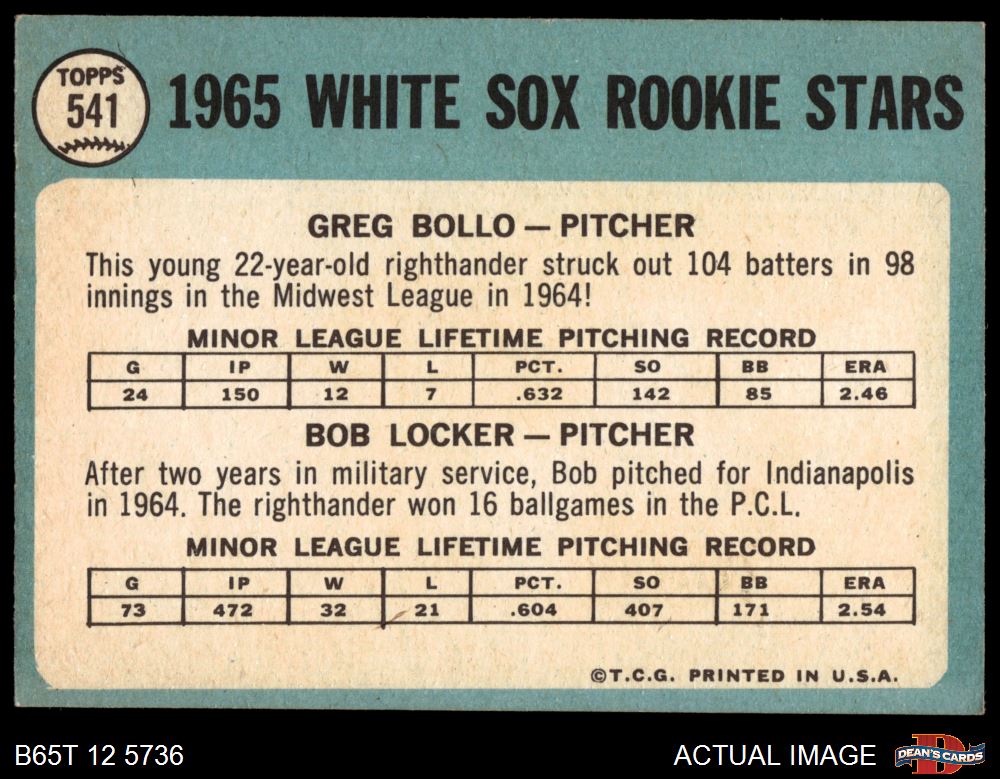 TOPPS
541
1965 WHITE SOX ROOKIE STARS
GREG BOLLO — PITCHER
This young 22-year-old righthander struck out 104 batters in 98
innings in the Midwest League in 1964!
MINOR LEAGUE LIFETIME PITCHING RECORD
G IP W L PCT. SO BB ERA
24 150 12 7 .632 142 85 2.46
BOB LOCKER — PITCHER
After two years in military service, Bob pitched for Indianapolis
in 1964. The righthander won 16 ballgames in the P.C.L.
MINOR LEAGUE LIFETIME PITCHING RECORD
G IP W L PCT. SO BB ERA
73 472 32 21 .604 407 171 2.54
©T.C.G. PRINTED IN U.S.A.
B65T 12 5736
ACTUAL IMAGE
DEAN'S CARDS